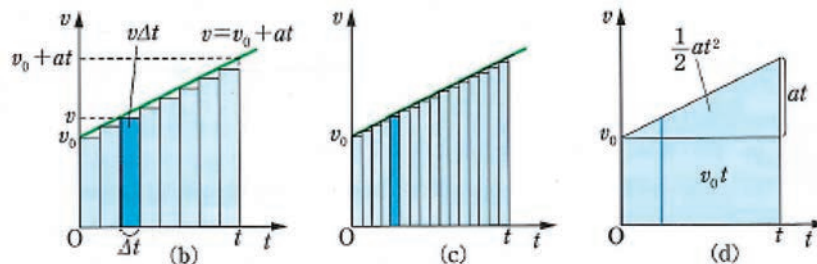 v
vΔt
v=v₀+at
v₀+at
v
v₀
O
Δt
(b)
t
t
v
v₀
O
(c)
t
t
v
½at²
at
v₀
v₀t
O
(d)
t
t